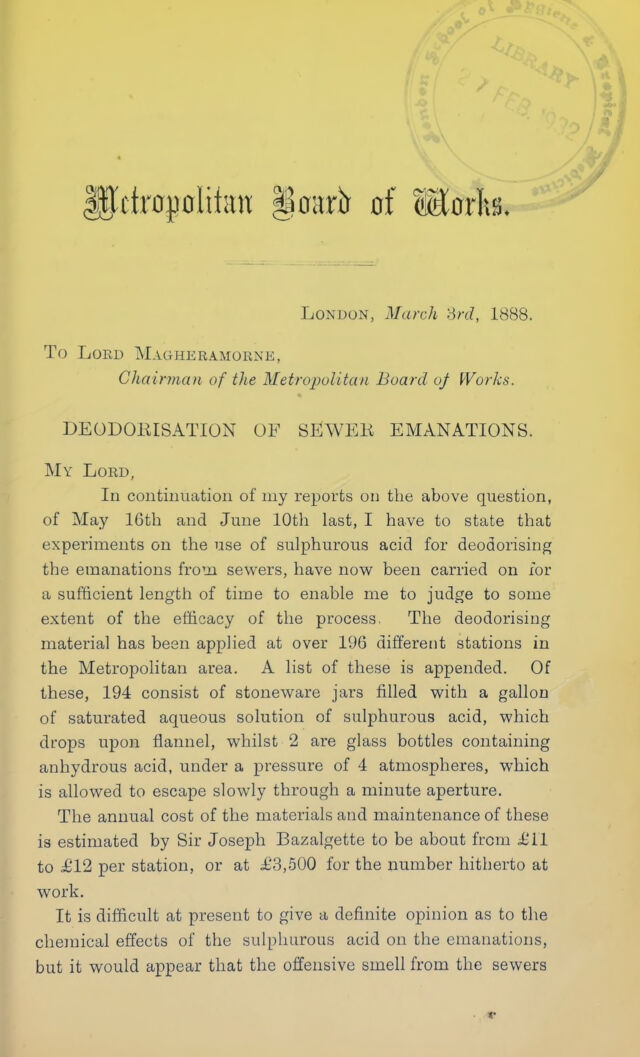 London School of Hygiene & Tropical Medicine
LIBRARY
27 FEB. 1932
Metropolitan Board of Works.
LONDON, March 3rd, 1888.
TO LORD MAGHERAMORNE,
Chairman of the Metropolitan Board of Works.
DEODORISATION OF SEWER EMANATIONS.
MY LORD,
In continuation of my reports on the above question,
of May 16th and June 10th last, I have to state that
experiments on the use of sulphurous acid for deodorising
the emanations from sewers, have now been carried on for
a sufficient length of time to enable me to judge to some
extent of the efficacy of the process. The deodorising
material has been applied at over 196 different stations in
the Metropolitan area. A list of these is appended. Of
these, 194 consist of stoneware jars filled with a gallon
of saturated aqueous solution of sulphurous acid, which
drops upon flannel, whilst 2 are glass bottles containing
anhydrous acid, under a pressure of 4 atmospheres, which
is allowed to escape slowly through a minute aperture.
The annual cost of the materials and maintenance of these
is estimated by Sir Joseph Bazalgette to be about from £11
to £12 per station, or at £3,500 for the number hitherto at
work.
It is difficult at present to give a definite opinion as to the
chemical effects of the sulphurous acid on the emanations,
but it would appear that the offensive smell from the sewers